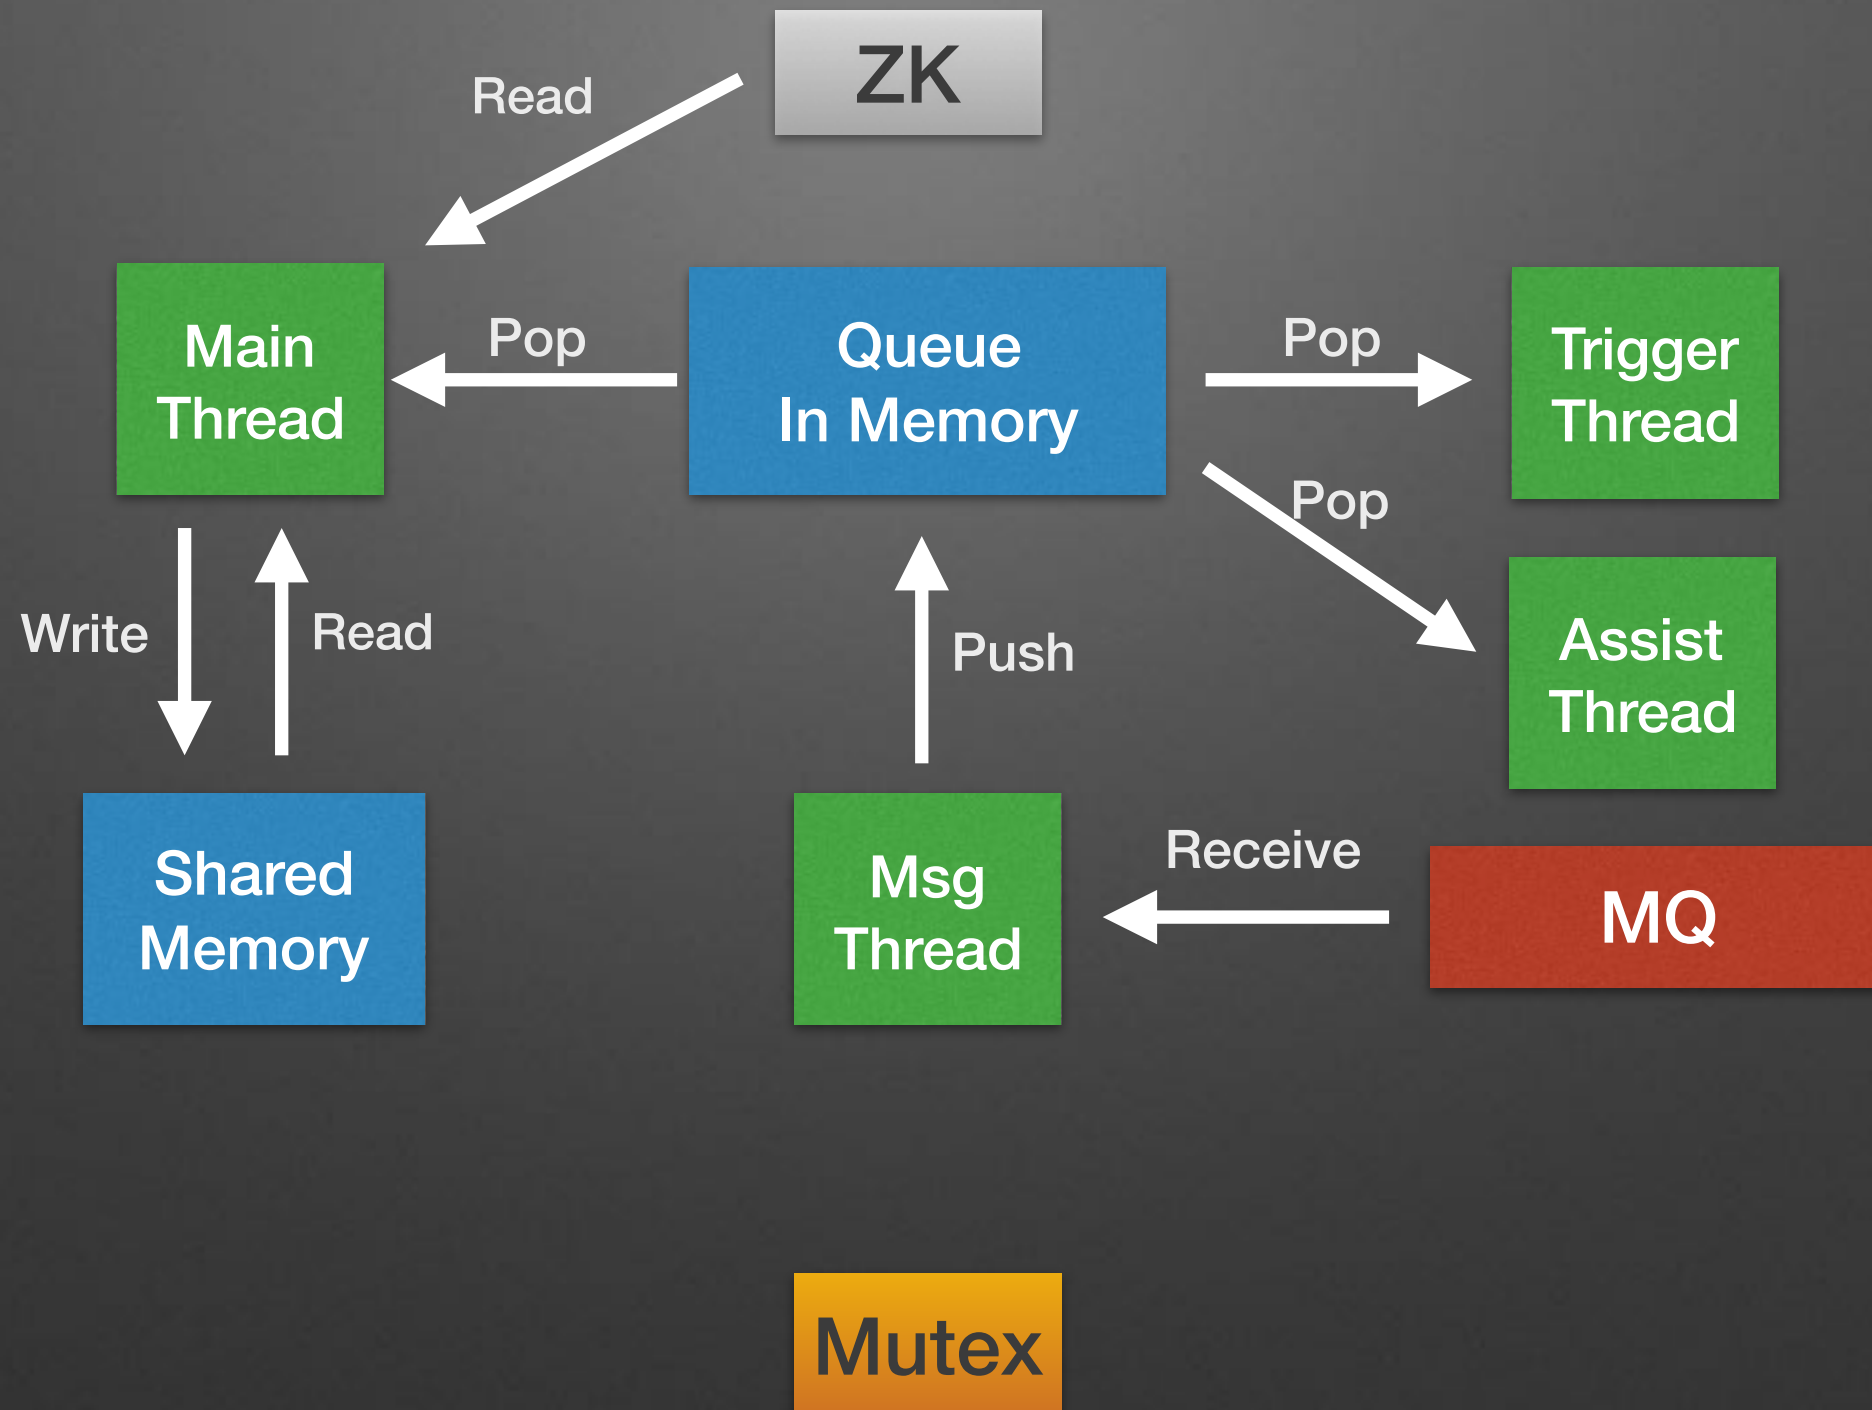 ZK
Read
Main
Thread
Pop
Queue
In Memory
Pop
Trigger
Thread
Pop
Write
Read
Push
Assist
Thread
Shared
Memory
Msg
Thread
Receive
MQ
Mutex